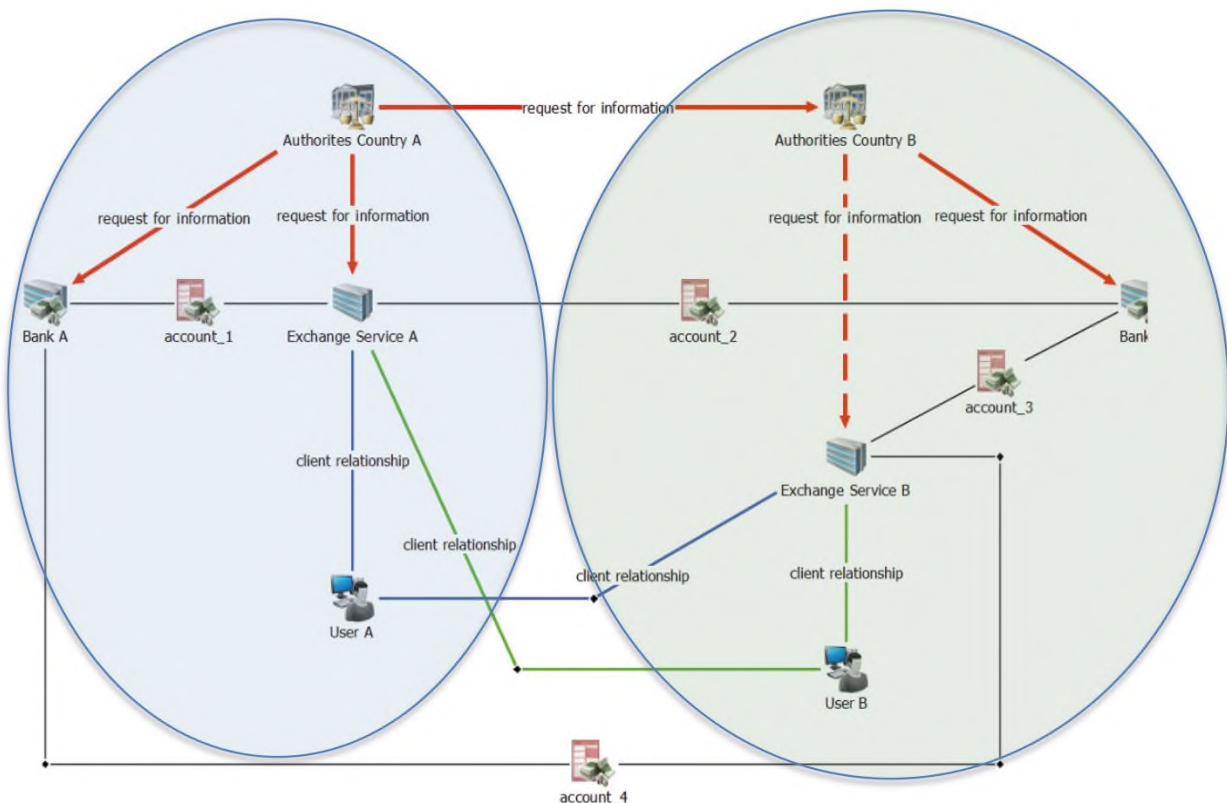 request for information
Authorites Country A
Authorities Country B
request for information
request for information
request for information
request for information
Bank A
account_1
Exchange Service A
account_2
Bank
account_3
client relationship
Exchange Service B
client relationship
client relationship
client relationship
User A
User B
account_4